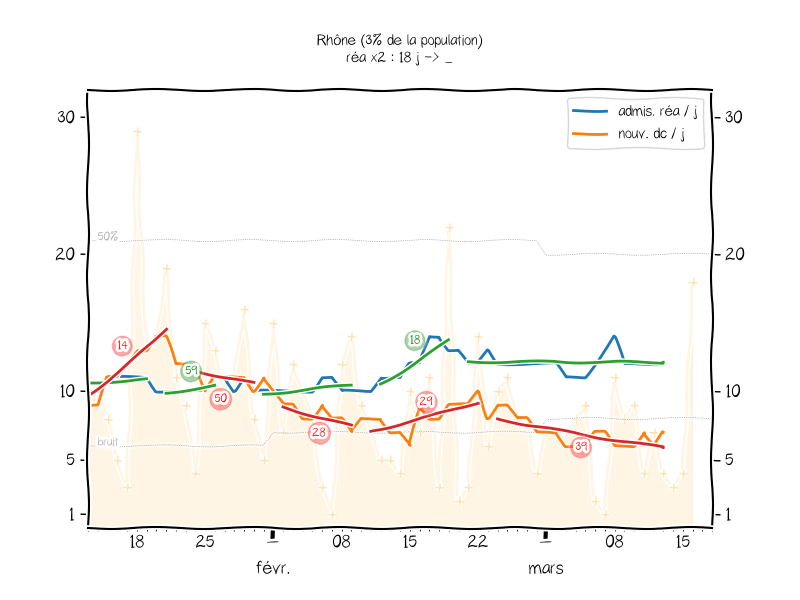 Rhône (3% de la population)
réa x2 : 18 j -> _
admis. réa / j
nouv. dc / j
30 30
50%
20 20
18
14
59
50
29
28
39
10 10
bruit
5 5
1 1
18 25 1 08 15 22 1 08 15
févr. mars